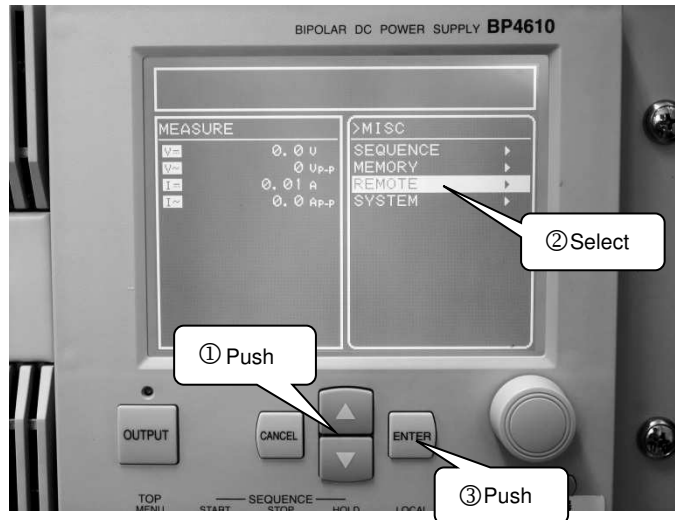 BIPOLAR DC POWER SUPPLY BP4610
MEASURE
V= 0.0 V
V~ 0 Vp-p
I= 0.01 A
I~ 0.0 Ap-p
>MISC
SEQUENCE
MEMORY
REMOTE
SYSTEM
②Select
① Push
OUTPUT
CANCEL
ENTER
③Push
TOP
MENU
SEQUENCE
START STOP HOLD
LOCAL